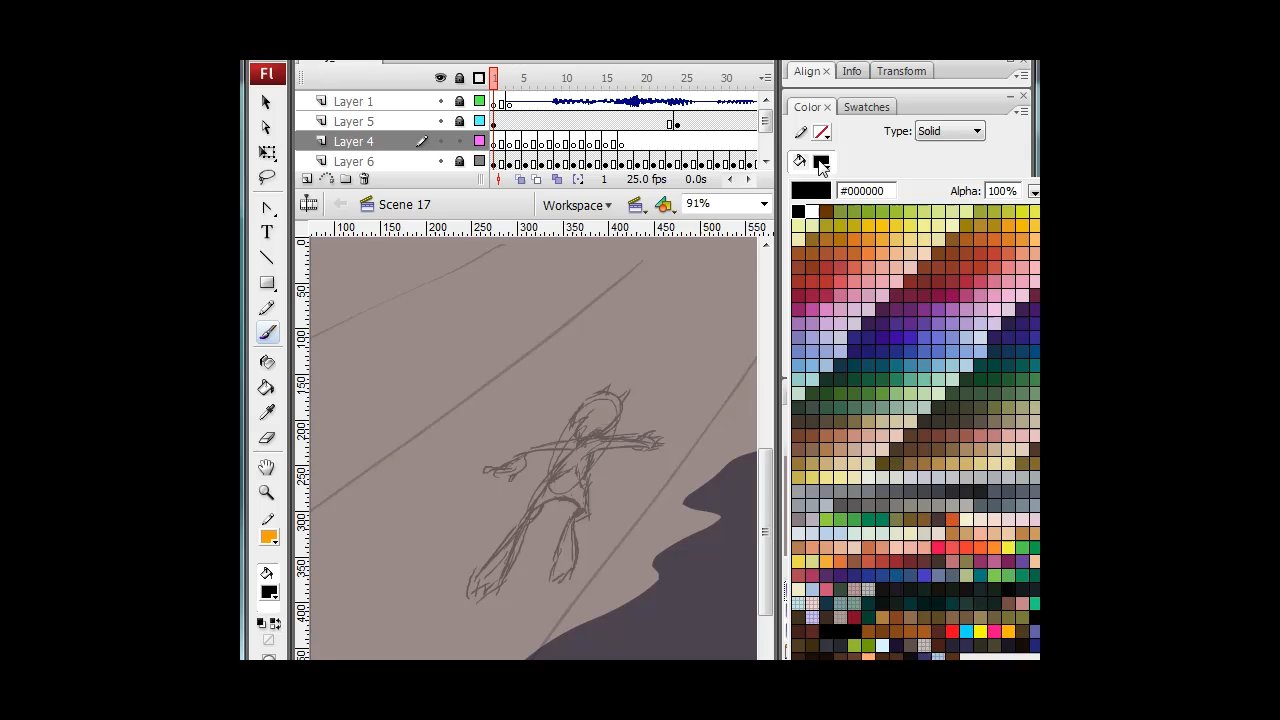 Fl
1 5 10 15 20 25 30
Layer 1
Layer 5
Layer 4
Layer 6
1 25.0 fps 0.0s
Scene 17
Workspace
91%
100 150 200 250 300 350 400 450 500 550
0
50
100
150
200
250
300
350
400
T
Align × Info Transform
Color × Swatches
Type: Solid
#000000 Alpha: 100%